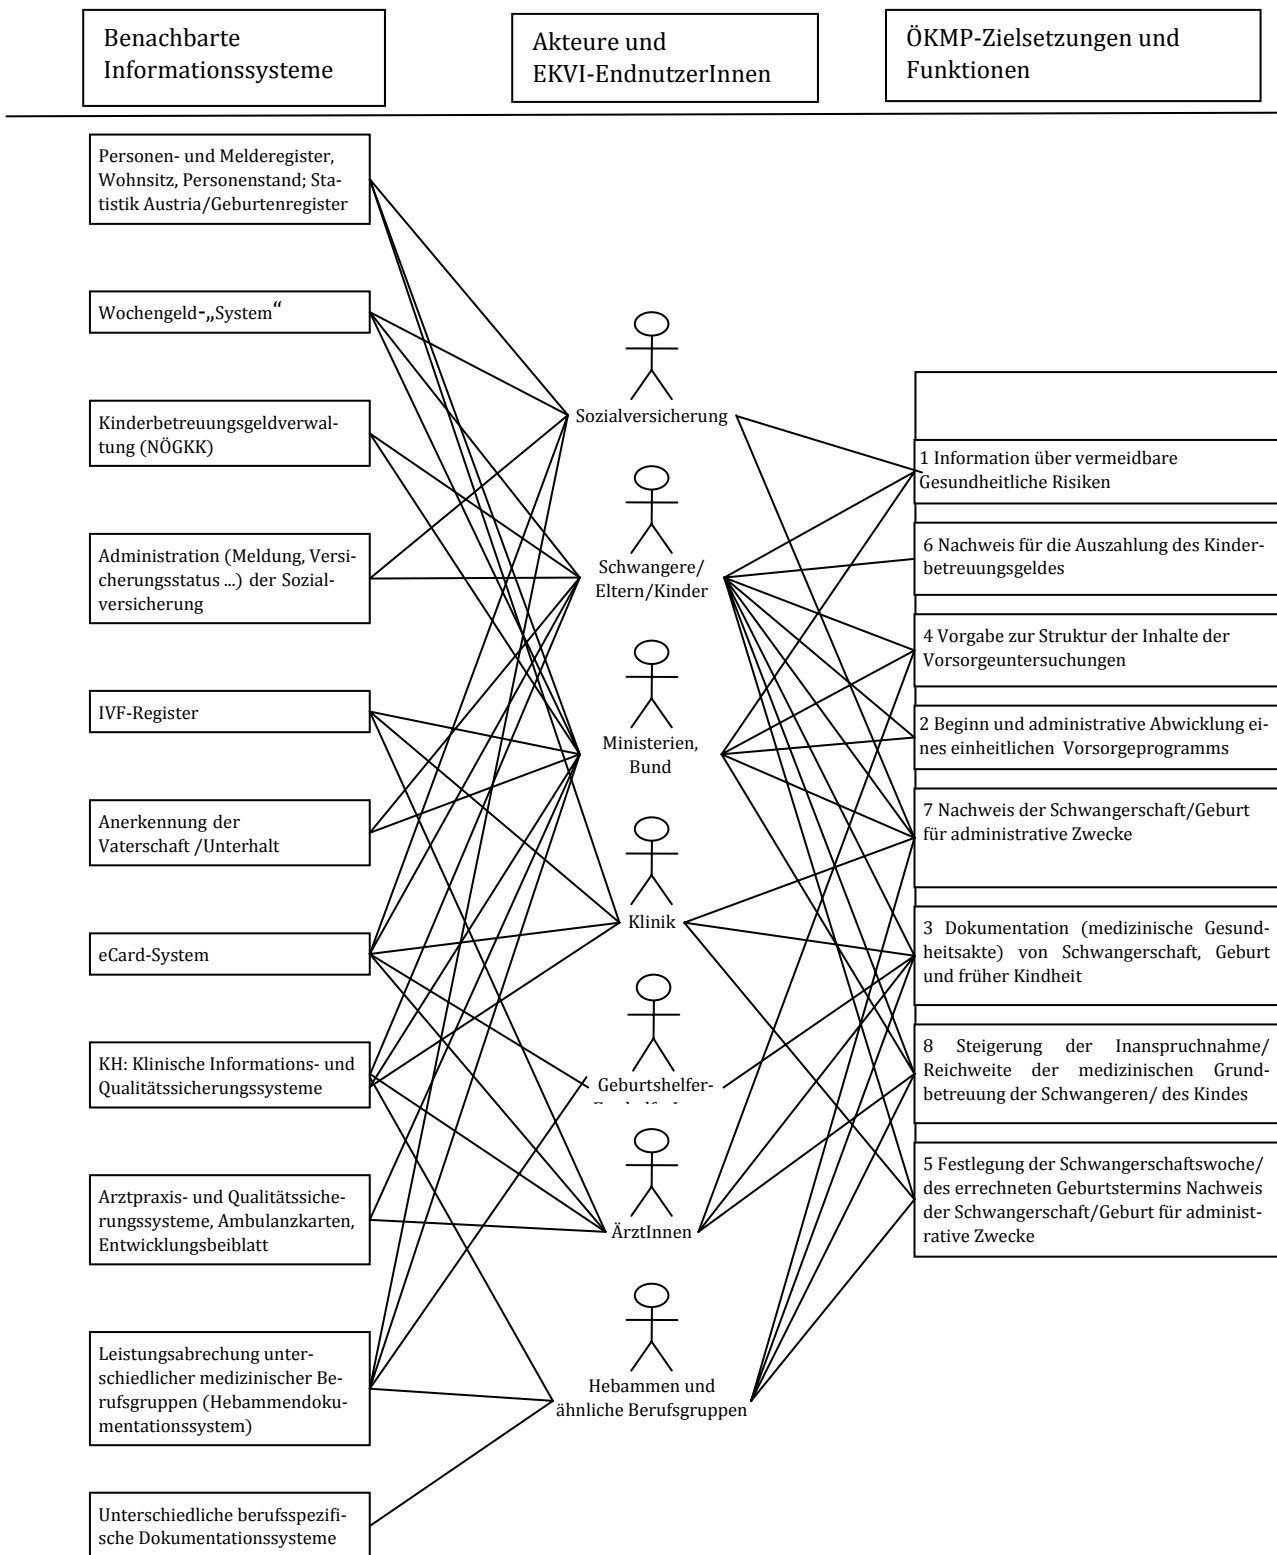 Benachbarte
Informationssysteme
Akteure und
EKVI-EndnutzerInnen
ÖKMP-Zielsetzungen und
Funktionen
Personen- und Melderegister,
Wohnsitz, Personenstand; Sta-
tistik Austria/Geburtenregister
Wochengeld-„System“
Kinderbetreuungsgeldverwal-
tung (NÖGKK)
Administration (Meldung, Versi-
cherungsstatus ...) der Sozial-
versicherung
IVF-Register
Anerkennung der
Vaterschaft /Unterhalt
eCard-System
KH: Klinische Informations- und
Qualitätssicherungssysteme
Arztpraxis- und Qualitätssiche-
rungssysteme, Ambulanzkarten,
Entwicklungsbeiblatt
Leistungsabrechung unter-
schiedlicher medizinischer Be-
rufsgruppen (Hebammendoku-
mentationssystem)
Unterschiedliche berufsspezifi-
sche Dokumentationssysteme
Sozialversicherung
Schwangere/
Eltern/Kinder
Ministerien,
Bund
Klinik
Geburtshelfer-
ÄrztInnen
Hebammen und
ähnliche Berufsgruppen
1 Information über vermeidbare
Gesundheitliche Risiken
6 Nachweis für die Auszahlung des Kinder-
betreuungsgeldes
4 Vorgabe zur Struktur der Inhalte der
Vorsorgeuntersuchungen
2 Beginn und administrative Abwicklung ei-
nes einheitlichen Vorsorgeprogramms
7 Nachweis der Schwangerschaft/Geburt
für administrative Zwecke
3 Dokumentation (medizinische Gesund-
heitsakte) von Schwangerschaft, Geburt
und früher Kindheit
8 Steigerung der Inanspruchnahme/
Reichweite der medizinischen Grund-
betreuung der Schwangeren/ des Kindes
5 Festlegung der Schwangerschaftswoche/
des errechneten Geburtstermins Nachweis
der Schwangerschaft/Geburt für administ-
rative Zwecke